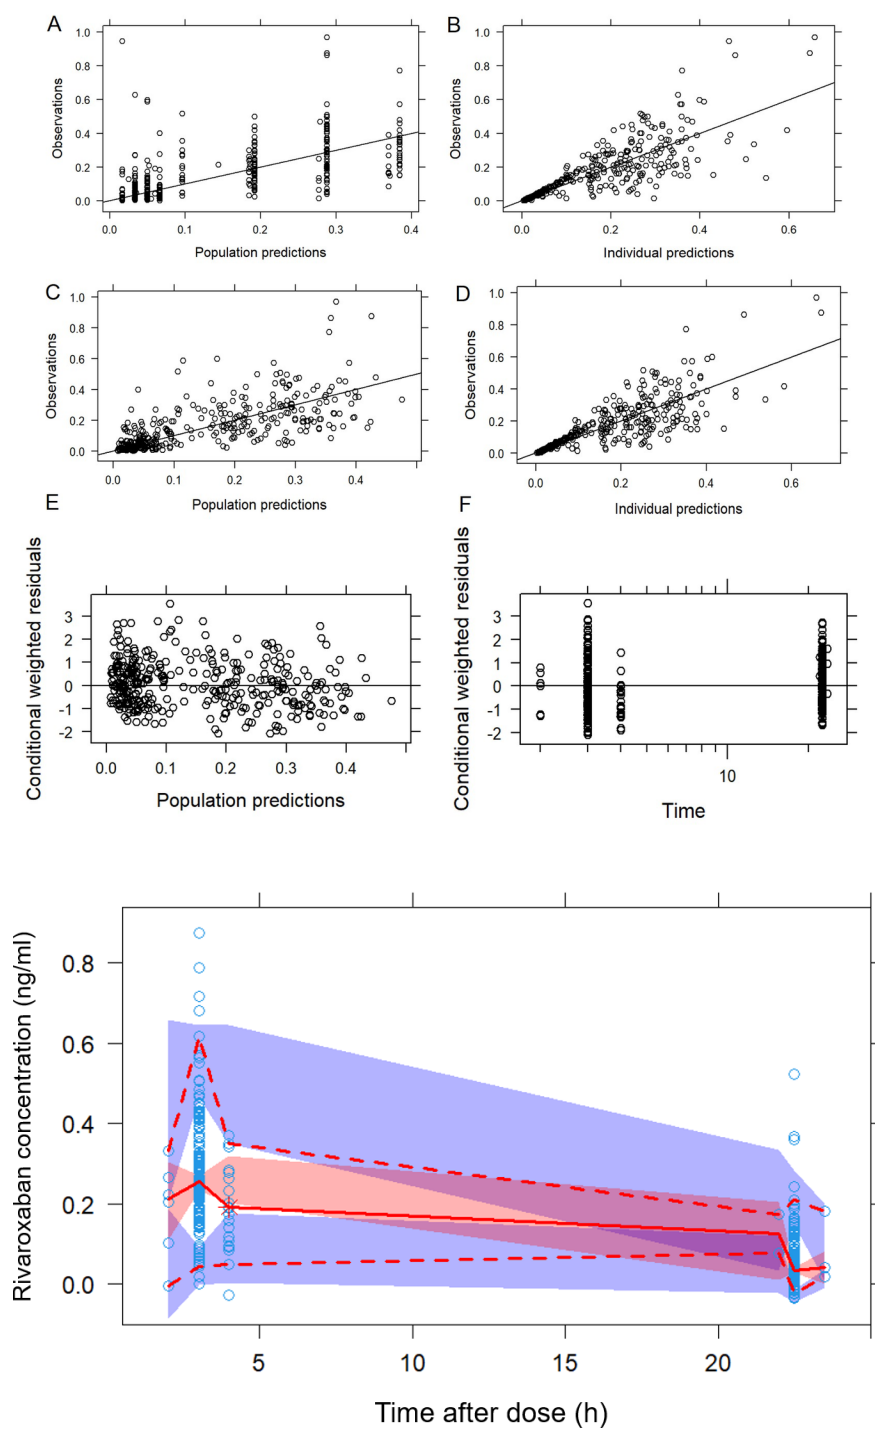 A
B
1.0
0.8
0.6
0.4
0.2
0.0
Observations
0.0 0.1 0.2 0.3 0.4
Population predictions
1.0
0.8
0.6
0.4
0.2
0.0
Observations
0.0 0.2 0.4 0.6
Individual predictions
C
D
1.0
0.8
0.6
0.4
0.2
0.0
Observations
0.0 0.1 0.2 0.3 0.4
Population predictions
1.0
0.8
0.6
0.4
0.2
0.0
Observations
0.0 0.2 0.4 0.6
Individual predictions
E
F
3
2
1
0
-1
-2
Conditional weighted residuals
0.0 0.1 0.2 0.3 0.4
Population predictions
3
2
1
0
-1
-2
Conditional weighted residuals
10
Time
0.8
0.6
0.4
0.2
0.0
Rivaroxaban concentration (ng/ml)
5 10 15 20
Time after dose (h)